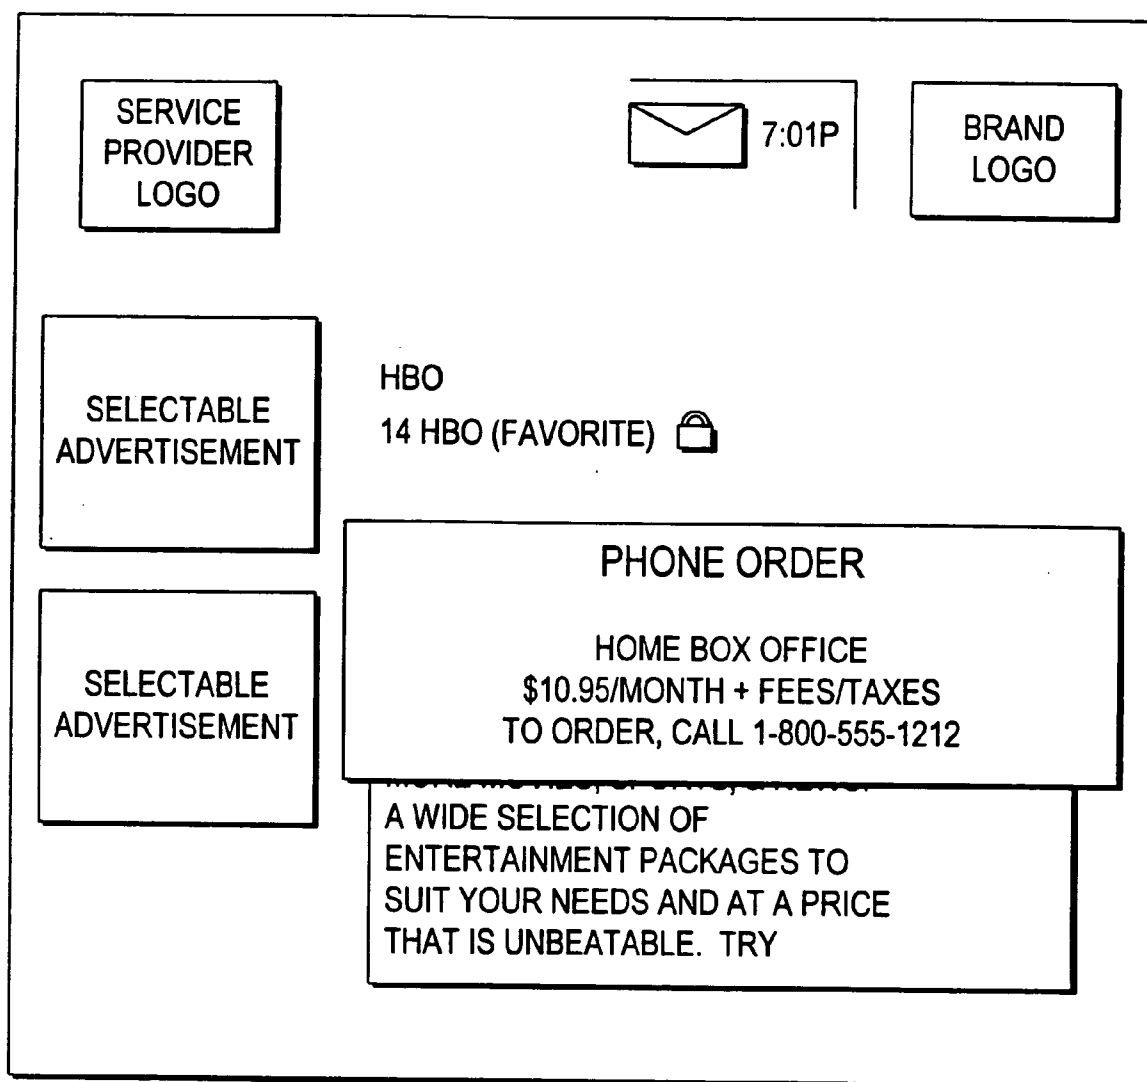 SERVICE
PROVIDER
LOGO
7:01P
BRAND
LOGO
SELECTABLE
ADVERTISEMENT
HBO
14 HBO (FAVORITE)
SELECTABLE
ADVERTISEMENT
PHONE ORDER
HOME BOX OFFICE
$10.95/MONTH + FEES/TAXES
TO ORDER, CALL 1-800-555-1212
A WIDE SELECTION OF
ENTERTAINMENT PACKAGES TO
SUIT YOUR NEEDS AND AT A PRICE
THAT IS UNBEATABLE. TRY